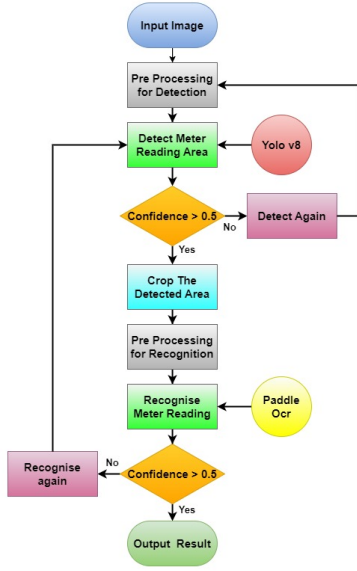 Input Image
Pre Processing
for Detection
Detect Meter
Reading Area
Yolo v8
Confidence > 0.5
No
Detect Again
Yes
Crop The
Detected Area
Pre Processing
for Recognition
Recognise
Meter Reading
Paddle
Ocr
Confidence > 0.5
No
Recognise
again
Yes
Output Result